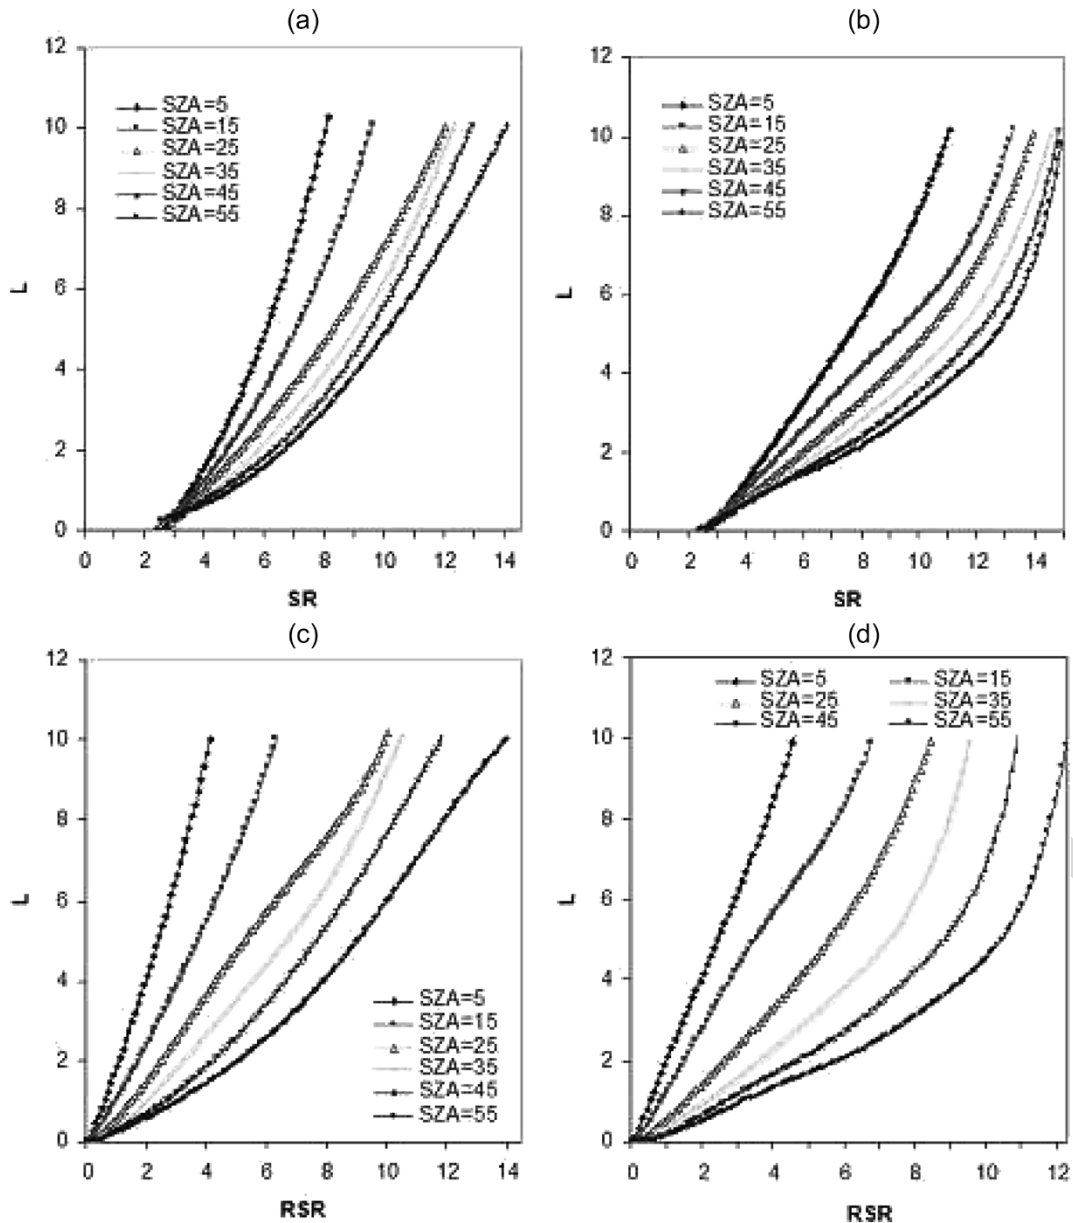 (a)
12
10
8
6
4
2
0
L
SZA=5
SZA=15
SZA=25
SZA=35
SZA=45
SZA=55
0 2 4 6 8 10 12 14
SR
(b)
12
10
8
6
4
2
0
L
SZA=5
SZA=15
SZA=25
SZA=35
SZA=45
SZA=55
0 2 4 6 8 10 12 14
SR
(c)
12
10
8
6
4
2
0
L
SZA=5
SZA=15
SZA=25
SZA=35
SZA=45
SZA=55
0 2 4 6 8 10 12 14
RSR
(d)
12
10
8
6
4
2
0
L
SZA=5 SZA=15
SZA=25 SZA=35
SZA=45 SZA=55
0 2 4 6 8 10 12
RSR